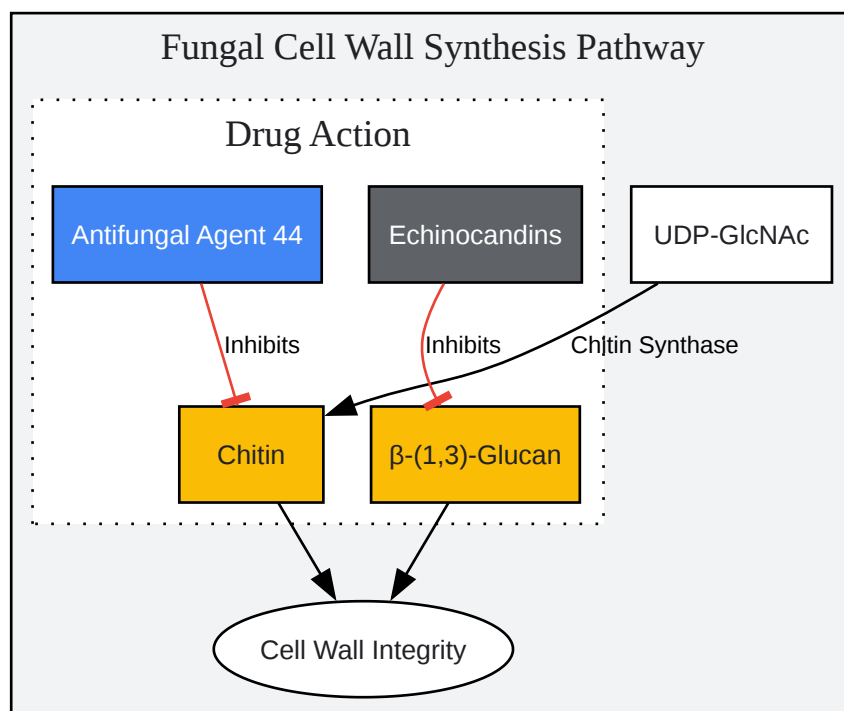 Fungal Cell Wall Synthesis Pathway
Drug Action
Antifungal Agent 44
Echinocandins
UDP-GlcNAc
Inhibits
Inhibits
Chitin Synthase
Chitin
β-(1,3)-Glucan
Cell Wall Integrity